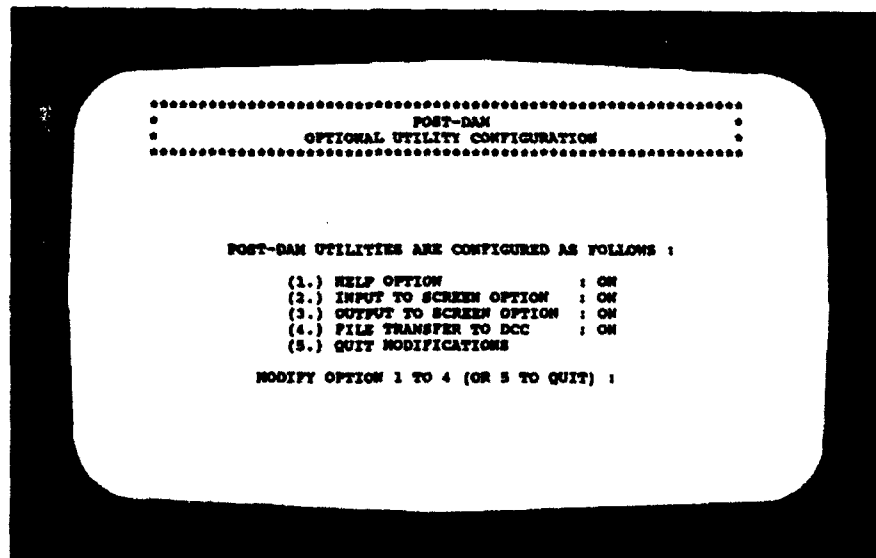 ************************************************************
* POST-DAM *
* OPTIONAL UTILITY CONFIGURATION *
************************************************************
POST-DAM UTILITIES ARE CONFIGURED AS FOLLOWS :
(1.) HELP OPTION : ON
(2.) INPUT TO SCREEN OPTION : ON
(3.) OUTPUT TO SCREEN OPTION : ON
(4.) FILE TRANSFER TO DCC : ON
(5.) QUIT MODIFICATIONS
MODIFY OPTION 1 TO 4 (OR 5 TO QUIT) :